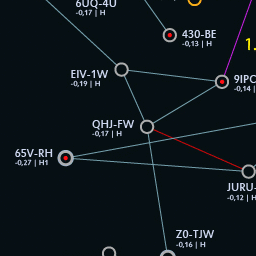 6UQ-4U
-0,17 | H
430-BE
-0,13 | H
EIV-1W
-0,19 | H
9IPC
-0,14 |
1.
QHJ-FW
-0,17 | H
65V-RH
-0,27 | H1
JURU-
-0,12 | H
Z0-TJW
-0,16 | H